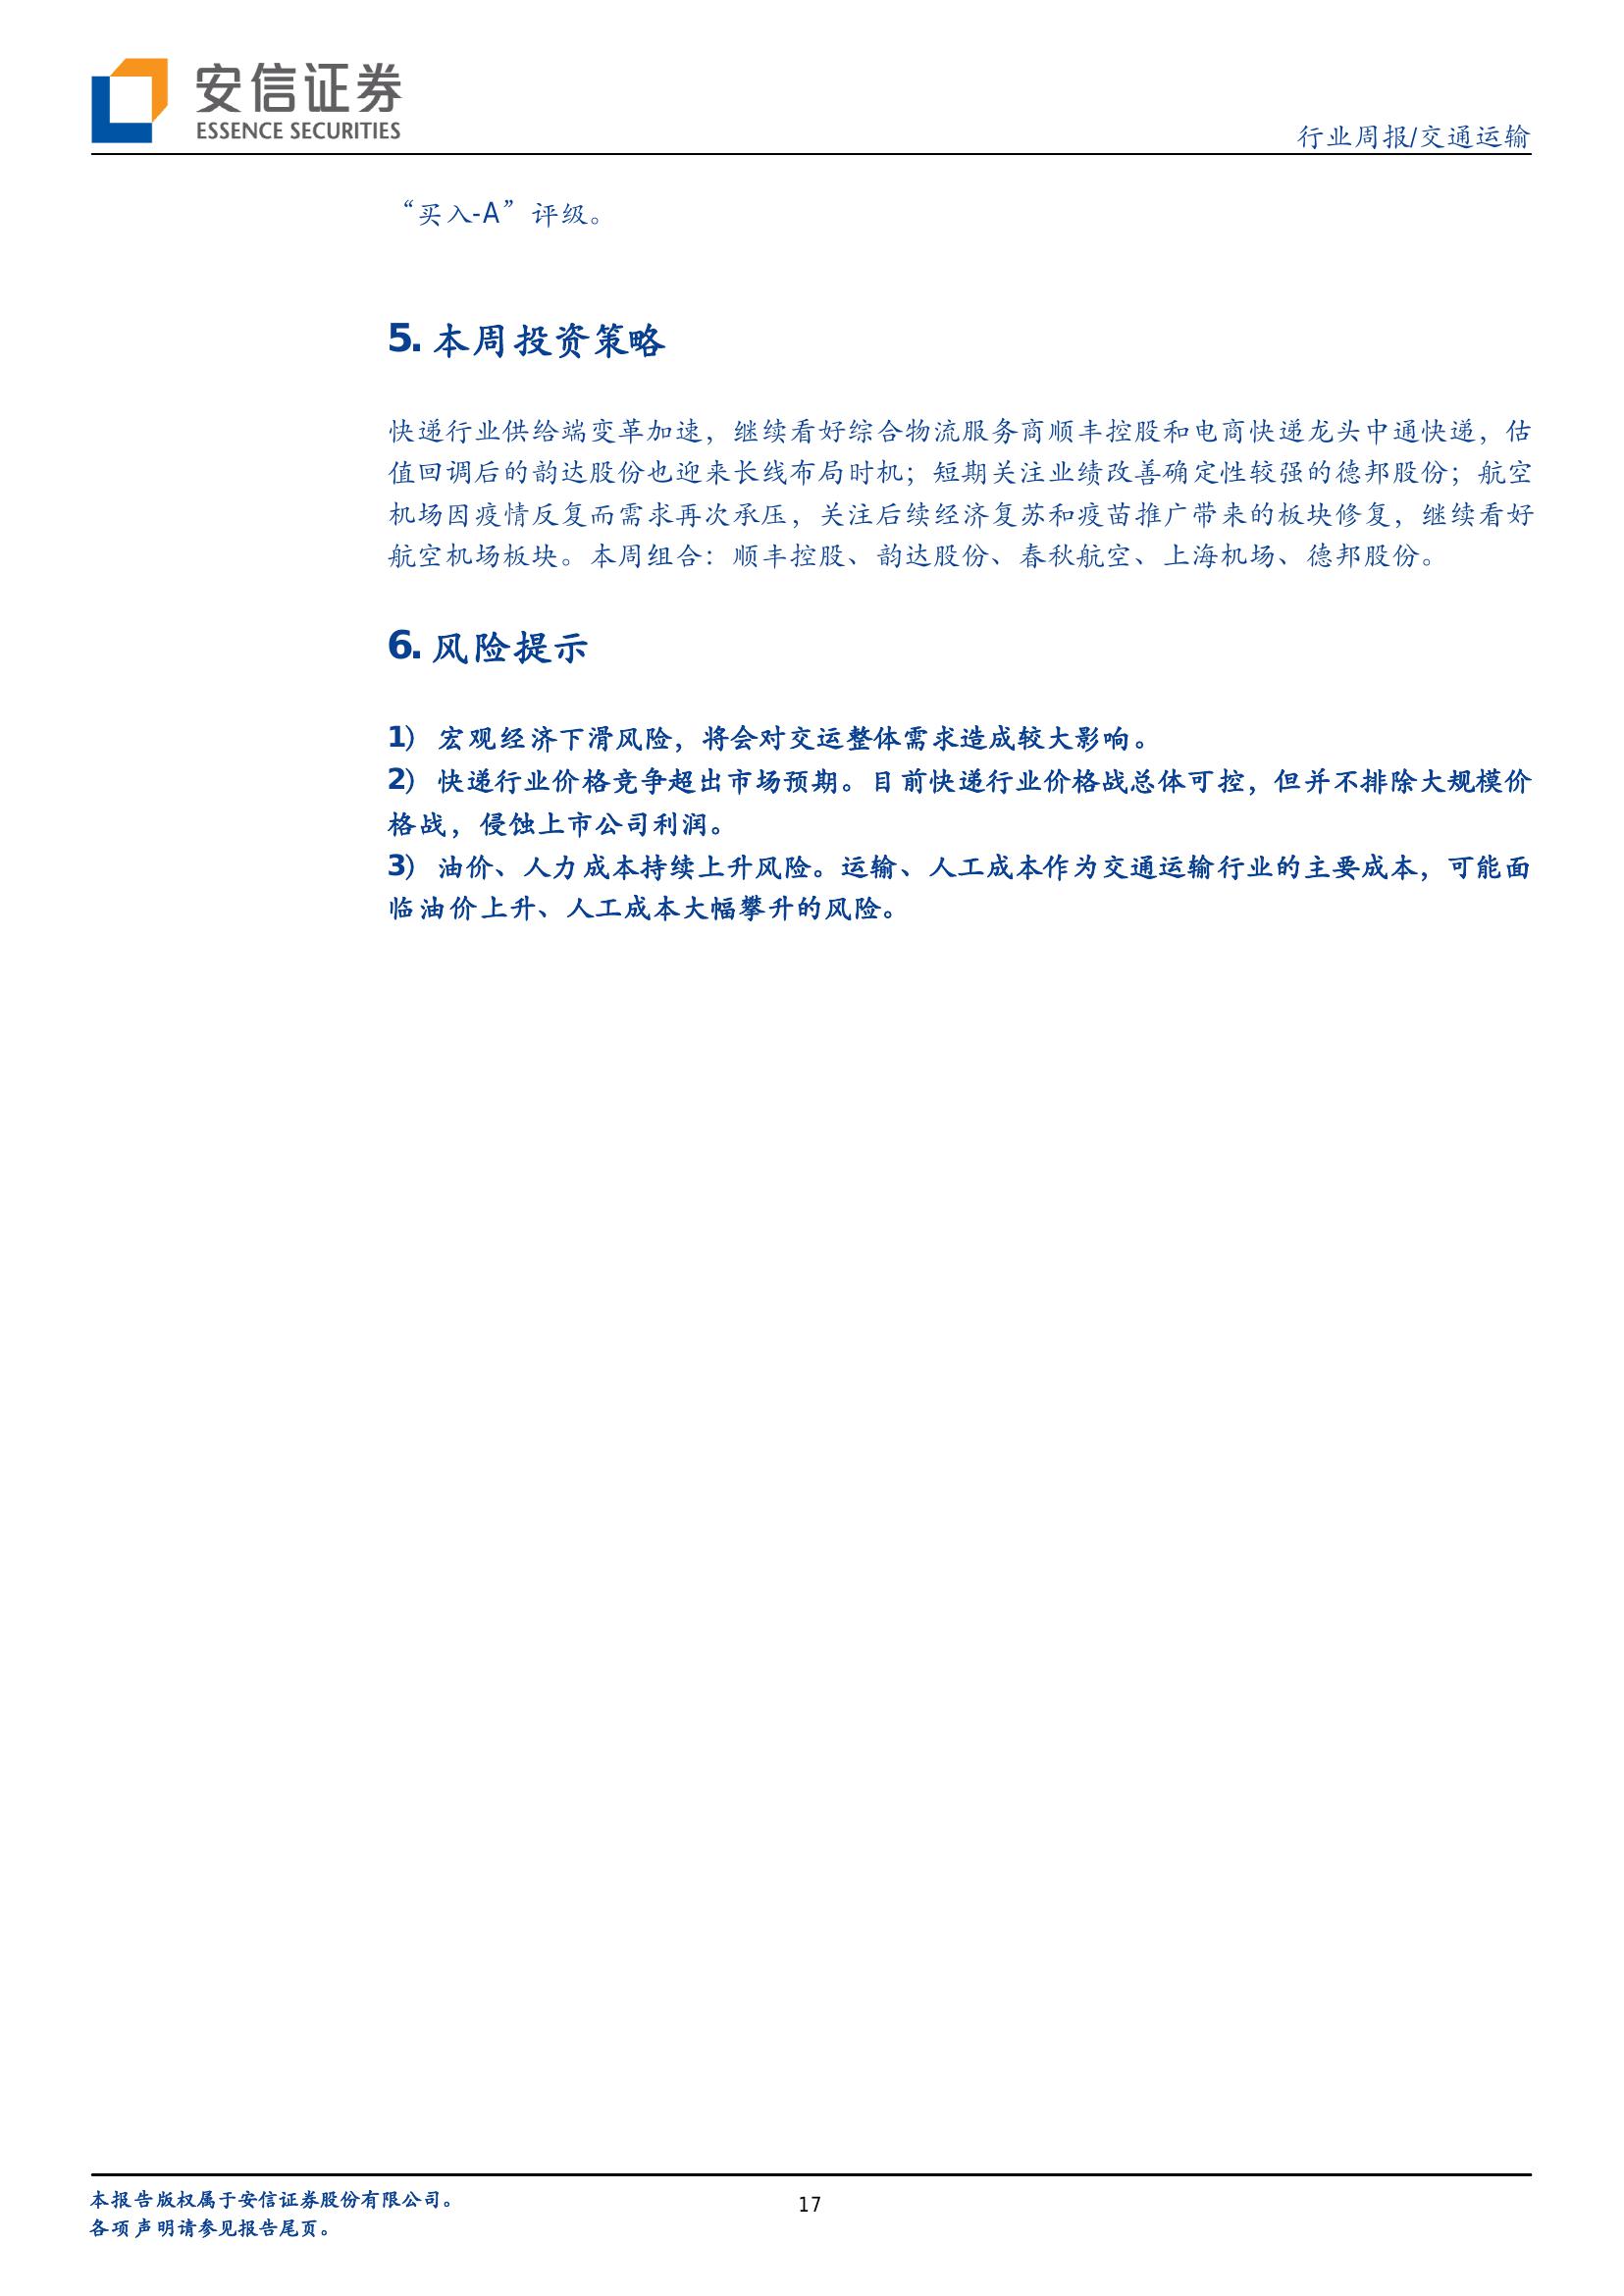 安信证券
ESSENCE SECURITIES
行业周报/交通运输
“买入-A”评级。
5. 本周投资策略
快递行业供给端变革加速，继续看好综合物流服务商顺丰控股和电商快递龙头中通快递，估
值回调后的韵达股份也迎来长线布局时机；短期关注业绩改善确定性较强的德邦股份；航空
机场因疫情反复而需求再次承压，关注后续经济复苏和疫苗推广带来的板块修复，继续看好
航空机场板块。本周组合：顺丰控股、韵达股份、春秋航空、上海机场、德邦股份。
6. 风险提示
1） 宏观经济下滑风险，将会对交运整体需求造成较大影响。
2） 快递行业价格竞争超出市场预期。目前快递行业价格战总体可控，但并不排除大规模价
格战，侵蚀上市公司利润。
3） 油价、人力成本持续上升风险。运输、人工成本作为交通运输行业的主要成本，可能面
临油价上升、人工成本大幅攀升的风险。
本报告版权属于安信证券股份有限公司。
17
各项声明请参见报告尾页。